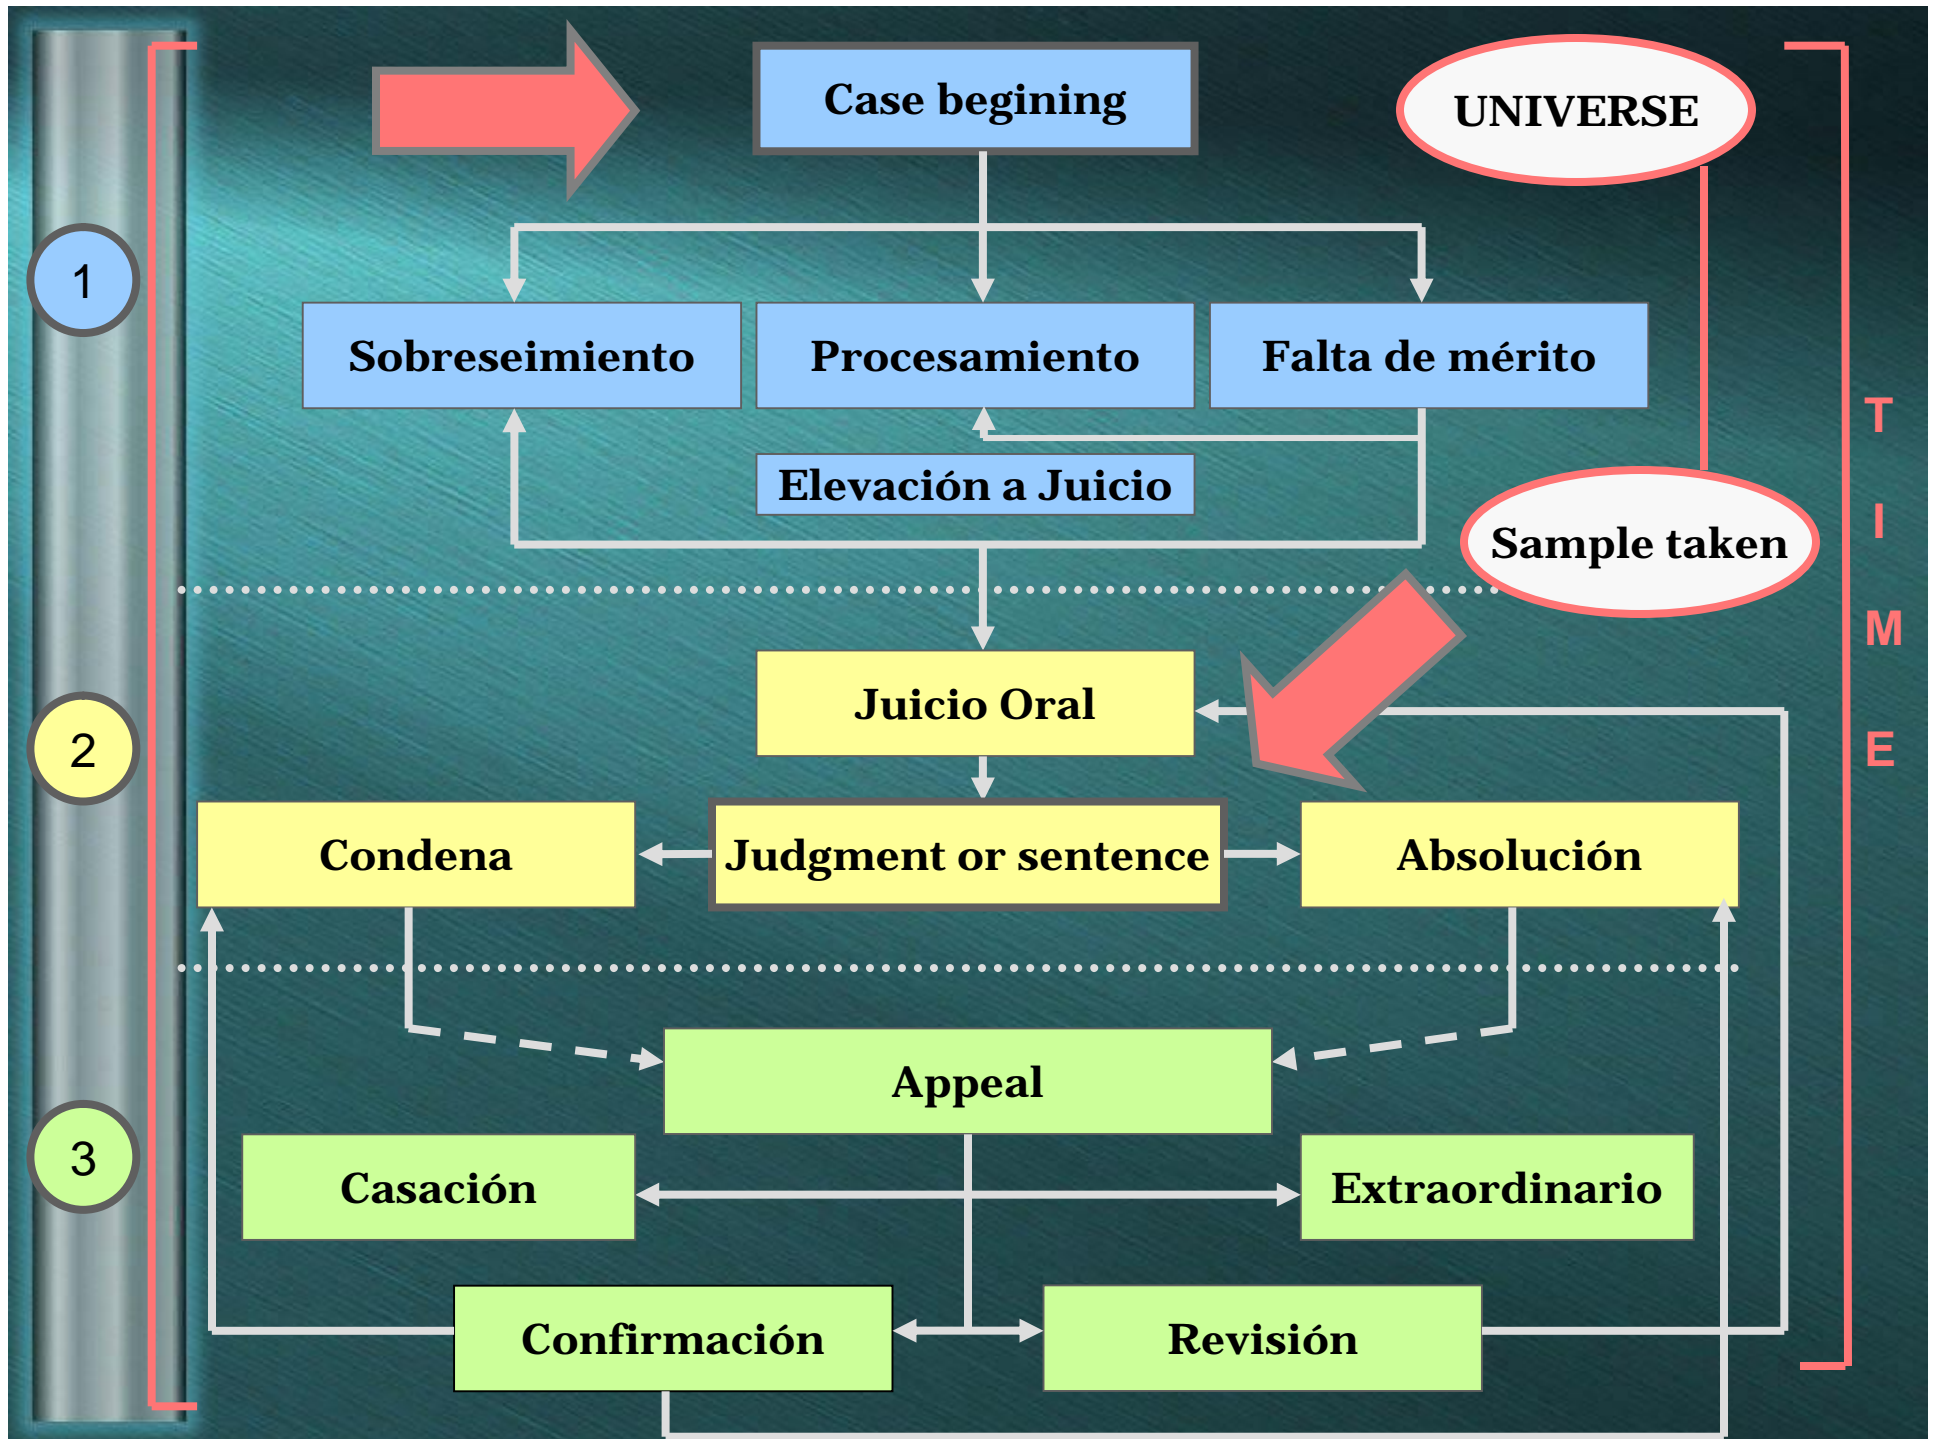 Case begining
UNIVERSE
1
Sobreseimiento
Procesamiento
Falta de mérito
Elevación a Juicio
Sample taken
T
I
M
E
Juicio Oral
2
Condena
Judgment or sentence
Absolución
Appeal
3
Casación
Extraordinario
Confirmación
Revisión